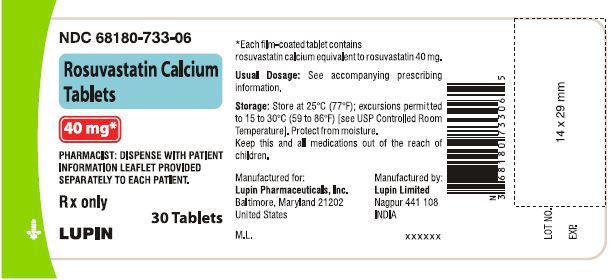 NDC 68180-733-06
Rosuvastatin Calcium
Tablets
40 mg*
PHARMACIST: DISPENSE WITH PATIENT
INFORMATION LEAFLET PROVIDED
SEPARATELY TO EACH PATIENT.
Rx only
30 Tablets
LUPIN
*Each film-coated tablet contains
rosuvastatin calcium equivalent to rosuvastatin 40 mg.
Usual Dosage: See accompanying prescribing
information.
Storage: Store at 25°C (77°F); excursions permitted
to 15 to 30°C (59 to 86°F) [see USP Controlled Room
Temperature]. Protect from moisture.
Keep this and all medications out of the reach of
children.
Manufactured for:
Lupin Pharmaceuticals, Inc.
Baltimore, Maryland 21202
United States
Manufactured by:
Lupin Limited
Nagpur 441 108
INDIA
M.L.
xxxxxx
N
3 68180 73306 5
14 x 29 mm
LOT NO.
EXP.